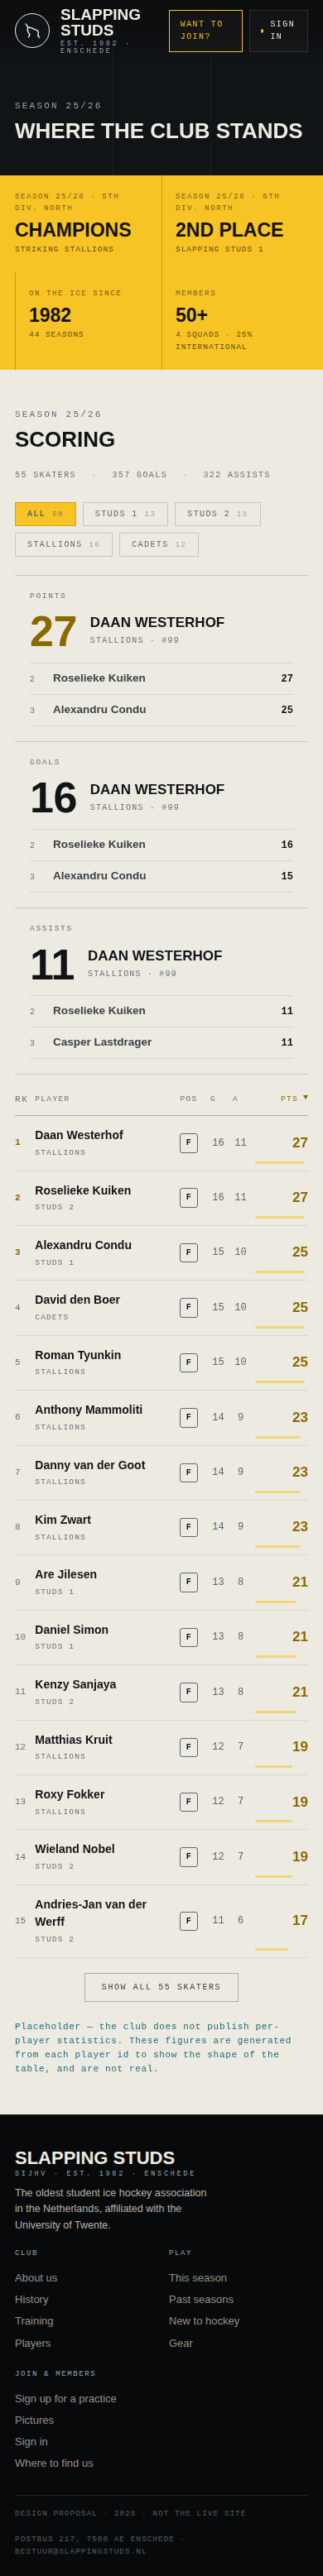 SLAPPING
STUDS
EST. 1982 ·
ENSCHEDE
WANT TO
JOIN?
SIGN
IN
SEASON 25/26
WHERE THE CLUB STANDS
SEASON 25/26 · 5TH
DIV. NORTH
CHAMPIONS
STRIKING STALLIONS
SEASON 25/26 · 6TH
DIV. NORTH
2ND PLACE
SLAPPING STUDS 1
ON THE ICE SINCE
1982
44 SEASONS
MEMBERS
50+
4 SQUADS · 25%
INTERNATIONAL
SEASON 25/26
SCORING
55 SKATERS · 357 GOALS · 322 ASSISTS
ALL 59
STUDS 1 13
STUDS 2 18
STALLIONS 16
CADETS 12
POINTS
27
DAAN WESTERHOF
STALLIONS · #99
2 Roselieke Kuiken 27
3 Alexandru Condu 25
GOALS
16
DAAN WESTERHOF
STALLIONS · #99
2 Roselieke Kuiken 16
3 Alexandru Condu 15
ASSISTS
11
DAAN WESTERHOF
STALLIONS · #99
2 Roselieke Kuiken 11
3 Casper Lastdrager 11
RK PLAYER POS G A PTS ▼
1 Daan Westerhof F 16 11 27
STALLIONS
2 Roselieke Kuiken F 16 11 27
STUDS 2
3 Alexandru Condu F 15 10 25
STUDS 1
4 David den Boer F 15 10 25
CADETS
5 Roman Tyunkin F 15 10 25
STALLIONS
6 Anthony Mammoliti F 14 9 23
STALLIONS
7 Danny van der Goot F 14 9 23
STALLIONS
8 Kim Zwart F 14 9 23
STALLIONS
9 Are Jilesen F 13 8 21
STUDS 1
10 Daniel Simon F 13 8 21
STUDS 1
11 Kenzy Sanjaya F 13 8 21
STUDS 2
12 Matthias Kruit F 12 7 19
STALLIONS
13 Roxy Fokker F 12 7 19
STALLIONS
14 Wieland Nobel F 12 7 19
STUDS 2
15 Andries-Jan van der
Werff F 11 6 17
STUDS 2
SHOW ALL 55 SKATERS
Placeholder — the club does not publish per-
player statistics. These figures are generated
from each player id to show the shape of the
table, and are not real.
SLAPPING STUDS
SIJHV · EST. 1982 · ENSCHEDE
The oldest student ice hockey association
in the Netherlands, affiliated with the
University of Twente.
CLUB
About us
History
Training
Players
PLAY
This season
Past seasons
New to hockey
Gear
JOIN & MEMBERS
Sign up for a practice
Pictures
Sign in
Where to find us
DESIGN PROPOSAL · 2026 · NOT THE LIVE SITE
POSTBUS 217, 7500 AE ENSCHEDE ·
BESTUUR@SLAPPINGSTUDS.NL